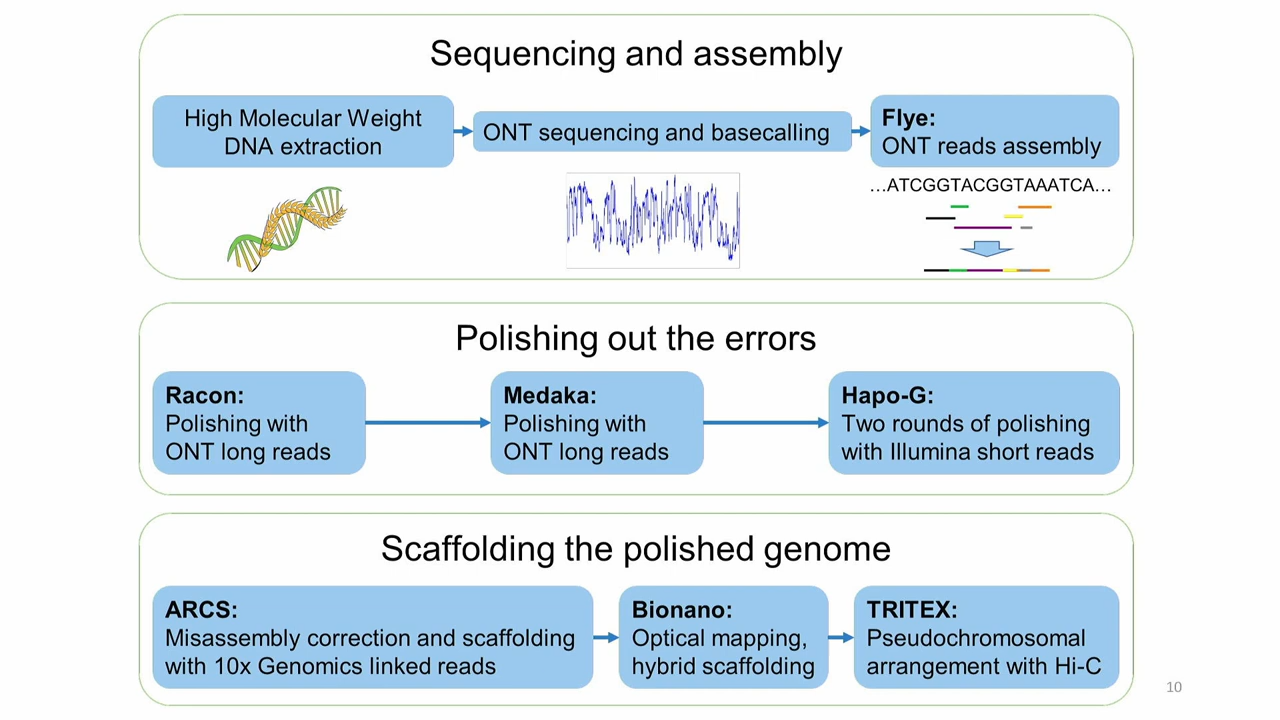 Sequencing and assembly
High Molecular Weight
DNA extraction
ONT sequencing and basecalling
Flye:
ONT reads assembly
…ATCGGTACGGTAAATCA…
Polishing out the errors
Racon:
Polishing with
ONT long reads
Medaka:
Polishing with
ONT long reads
Hapo-G:
Two rounds of polishing
with Illumina short reads
Scaffolding the polished genome
ARCS:
Misassembly correction and scaffolding
with 10x Genomics linked reads
Bionano:
Optical mapping,
hybrid scaffolding
TRITEX:
Pseudochromosomal
arrangement with Hi-C
10